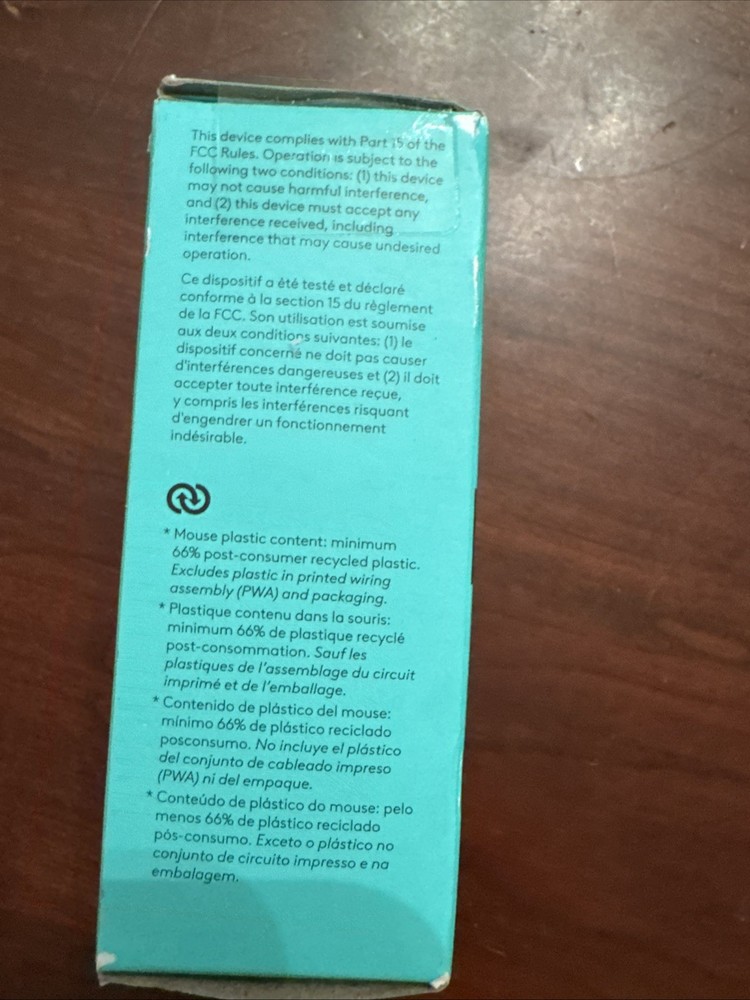 This device complies with Part 15 of the
FCC Rules. Operation is subject to the
following two conditions: (1) this device
may not cause harmful interference,
and (2) this device must accept any
interference received, including
interference that may cause undesired
operation.
Ce dispositif a été testé et déclaré
conforme à la section 15 du règlement
de la FCC. Son utilisation est soumise
aux deux conditions suivantes: (1) le
dispositif concerné ne doit pas causer
d'interférences dangereuses et (2) il doit
accepter toute interférence reçue,
y compris les interférences risquant
d'engendrer un fonctionnement
indésirable.
* Mouse plastic content: minimum
66% post-consumer recycled plastic.
Excludes plastic in printed wiring
assembly (PWA) and packaging.
* Plastique contenu dans la souris:
minimum 66% de plastique recyclé
post-consommation. Sauf les
plastiques de l'assemblage du circuit
imprimé et de l'emballage.
* Contenido de plástico del mouse:
mínimo 66% de plástico reciclado
posconsumo. No incluye el plástico
del conjunto de cableado impreso
(PWA) ni del empaque.
* Conteúdo de plástico do mouse: pelo
menos 66% de plástico reciclado
pós-consumo. Exceto o plástico no
conjunto de circuito impresso e na
embalagem.